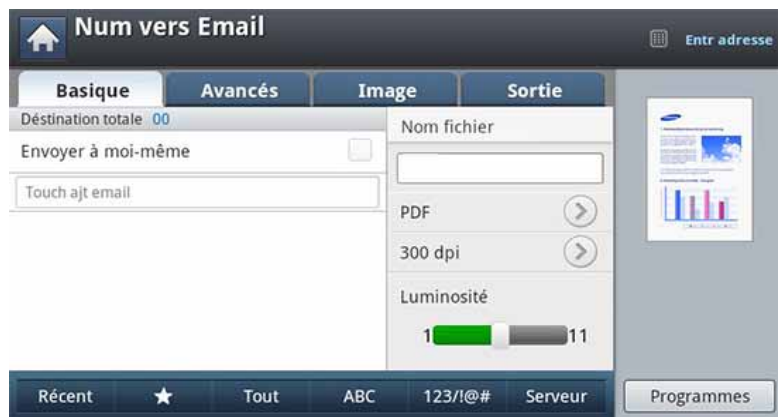 Num vers Email
Entr adresse
Basique
Avancés
Image
Sortie
Déstination totale 00
Envoyer à moi-même
Touch ajt email
Nom fichier
PDF
300 dpi
Luminosité
1
11
Récent
Tout
ABC
123/!@#
Serveur
Programmes